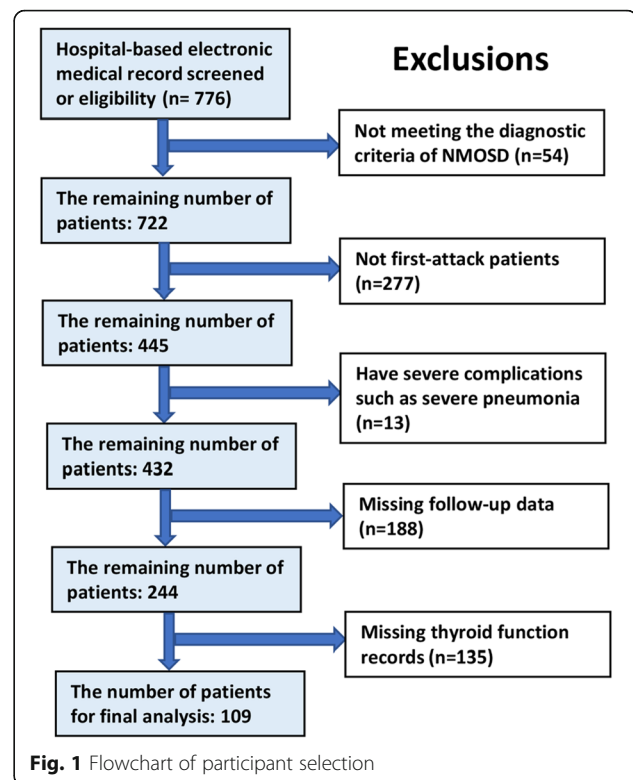 Hospital-based electronic
medical record screened
or eligibility (n= 776)
Exclusions
Not meeting the diagnostic
criteria of NMOSD (n=54)
The remaining number of
patients: 722
Not first-attack patients
(n=277)
The remaining number of
patients: 445
Have severe complications
such as severe pneumonia
(n=13)
The remaining number of
patients: 432
Missing follow-up data
(n=188)
The remaining number of
patients: 244
Missing thyroid function
records (n=135)
The number of patients
for final analysis: 109
Fig. 1 Flowchart of participant selection